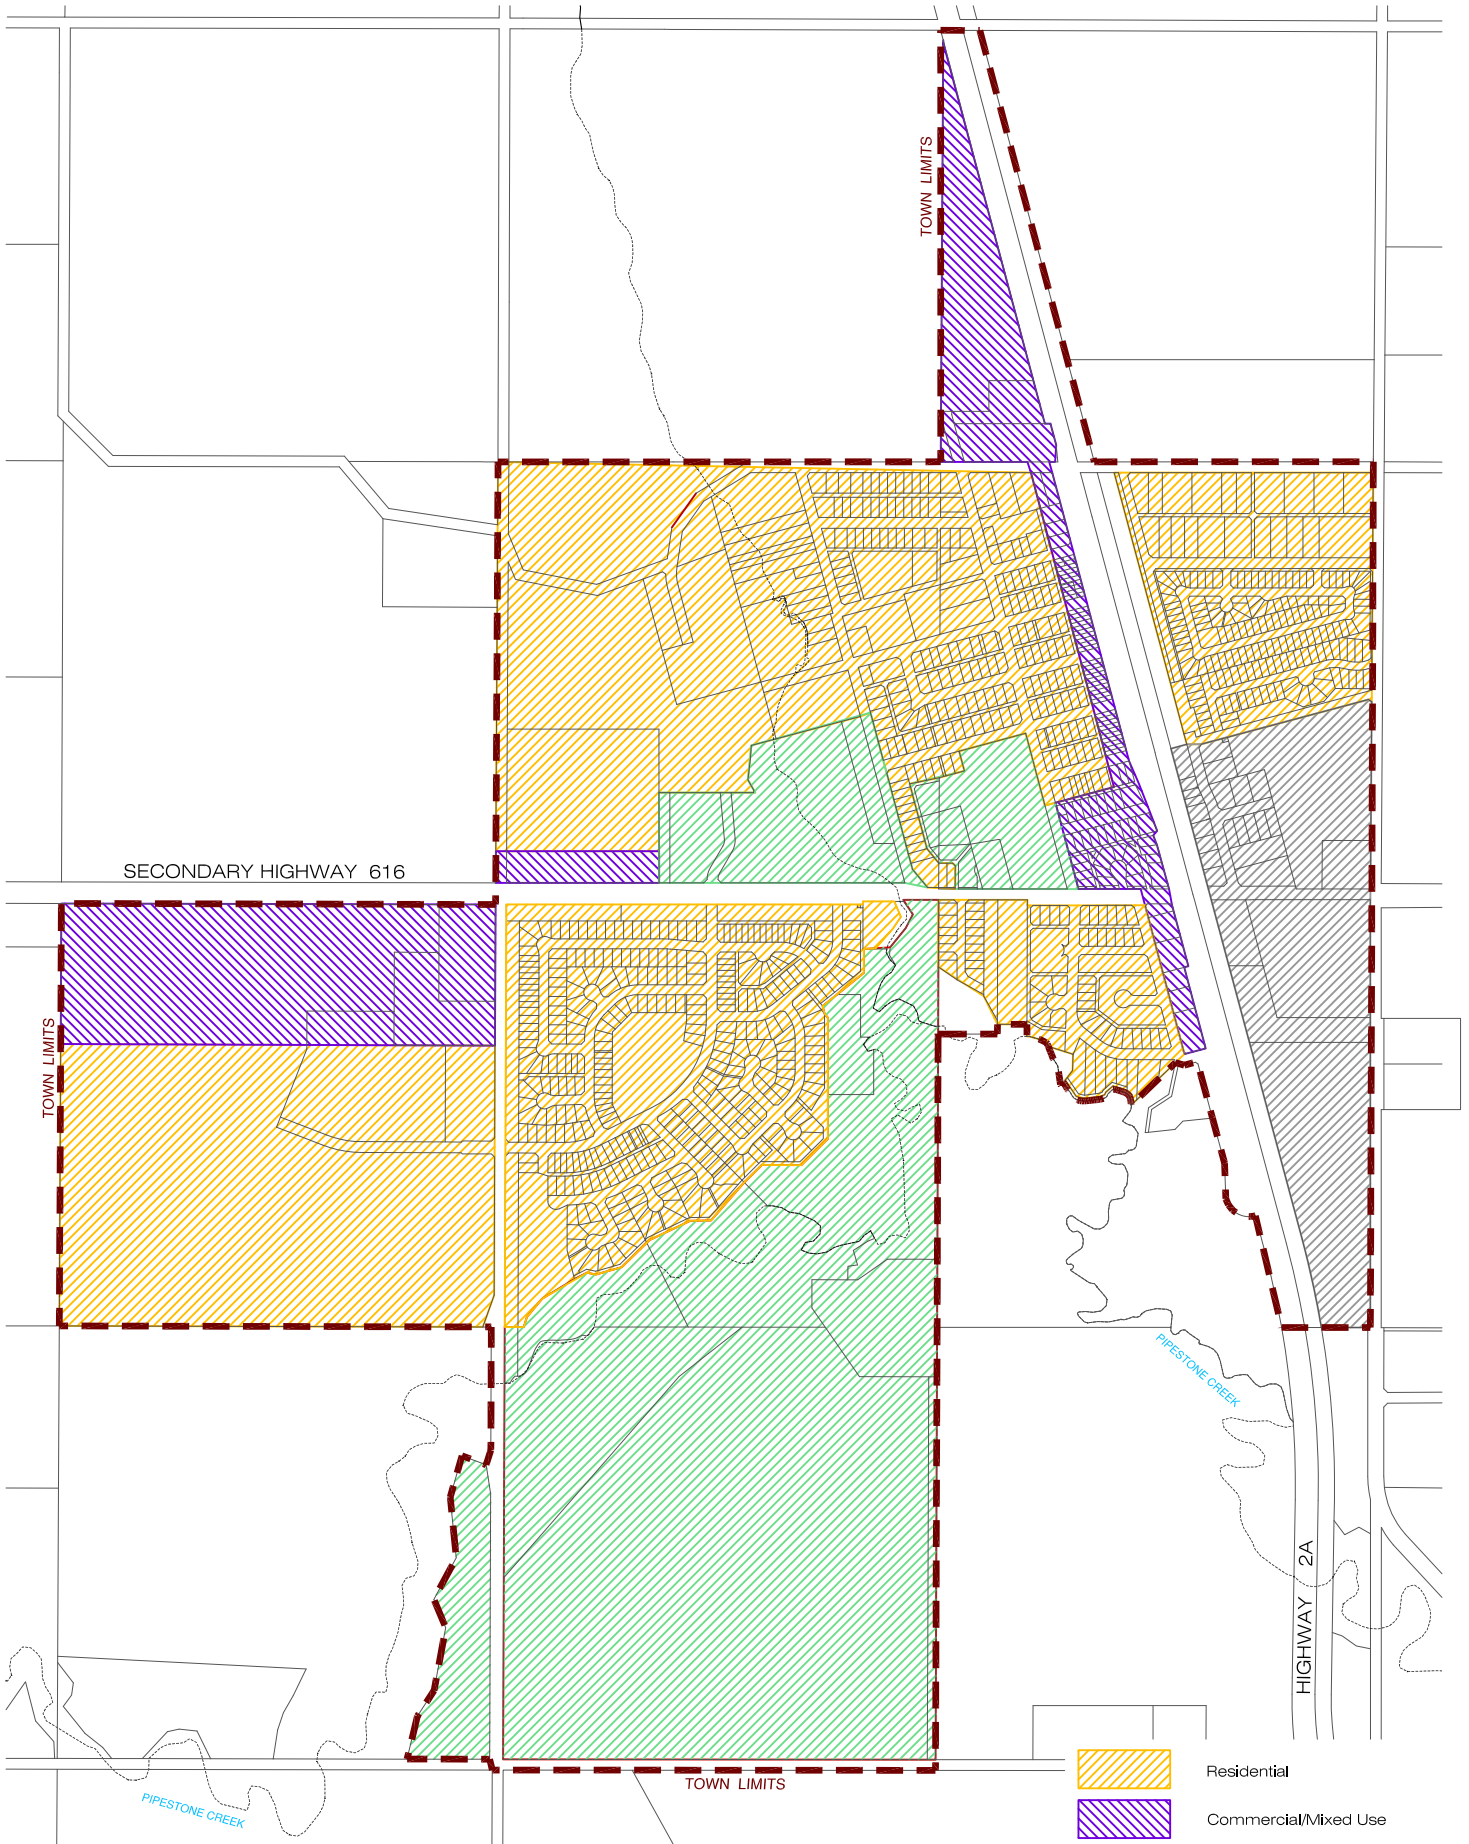 TOWN LIMITS
SECONDARY HIGHWAY 616
TOWN LIMITS
PIPESTONE CREEK
HIGHWAY 2A
Residential
TOWN LIMITS
PIPESTONE CREEK
Commercial/Mixed Use